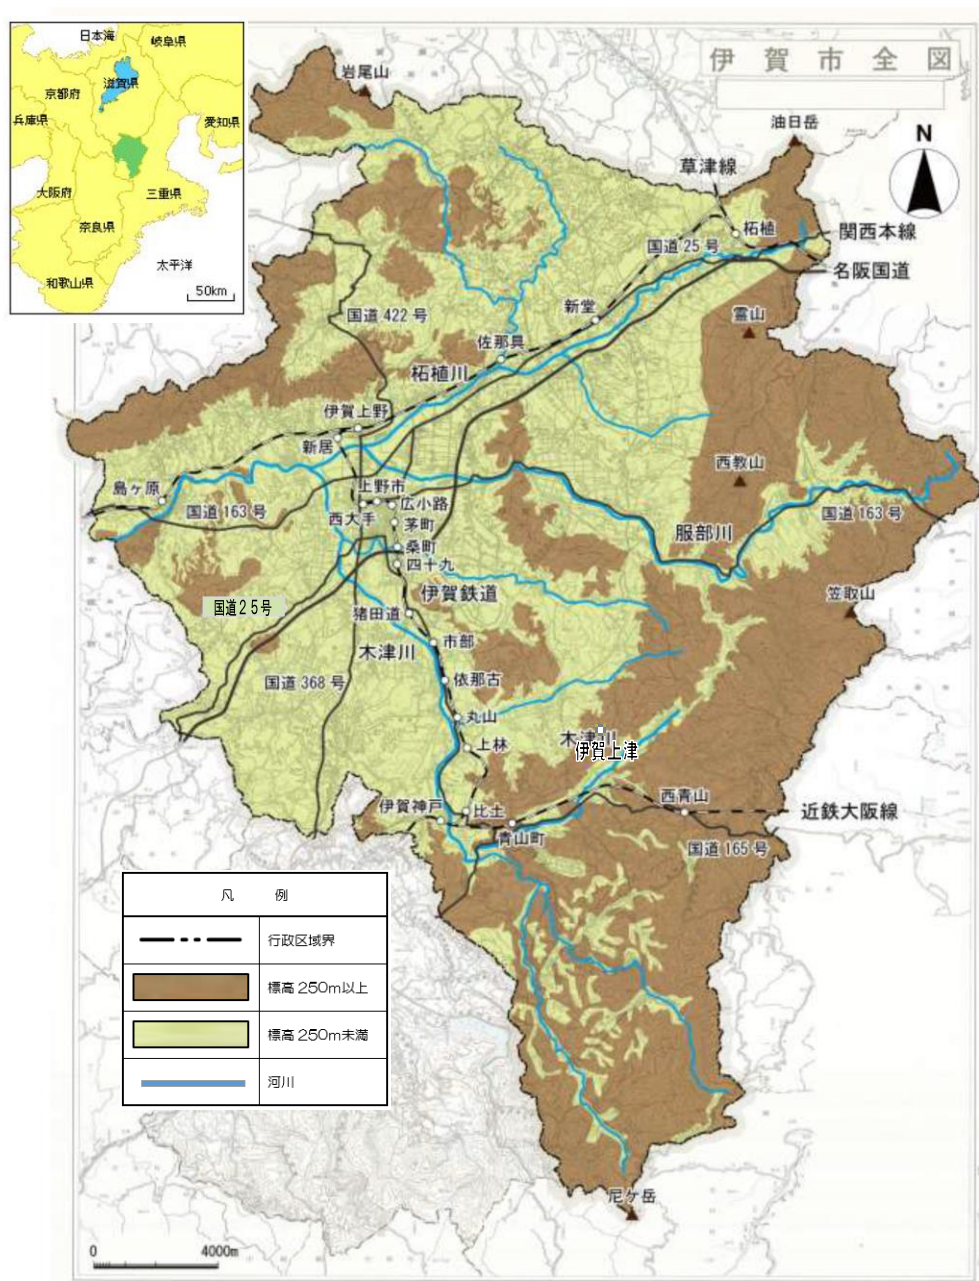 日本海
岐阜県
滋賀県
京都府
兵庫県
愛知県
大阪府
三重県
奈良県
太平洋
和歌山県
50km
伊賀市全図
岩尾山
油日岳
N
草津線
柘植
関西本線
国道25号
名阪国道
国道422号
新堂
霊山
佐那具
柘植川
伊賀上野
新居
西教山
島ヶ原
上野市
国道163号
広小路
西大手
茅町
国道163号
服部川
桑町
四十九
伊賀鉄道
笠取山
国道25号
猪田道
木津川
市部
国道368号
依那古
丸山
木津川
上林
伊賀上津
西青山
伊賀神戸
比土
近鉄大阪線
青山町
国道165号
凡 例
行政区域界
標高250m以上
標高250m未満
河川
尼ケ岳
0
4000m